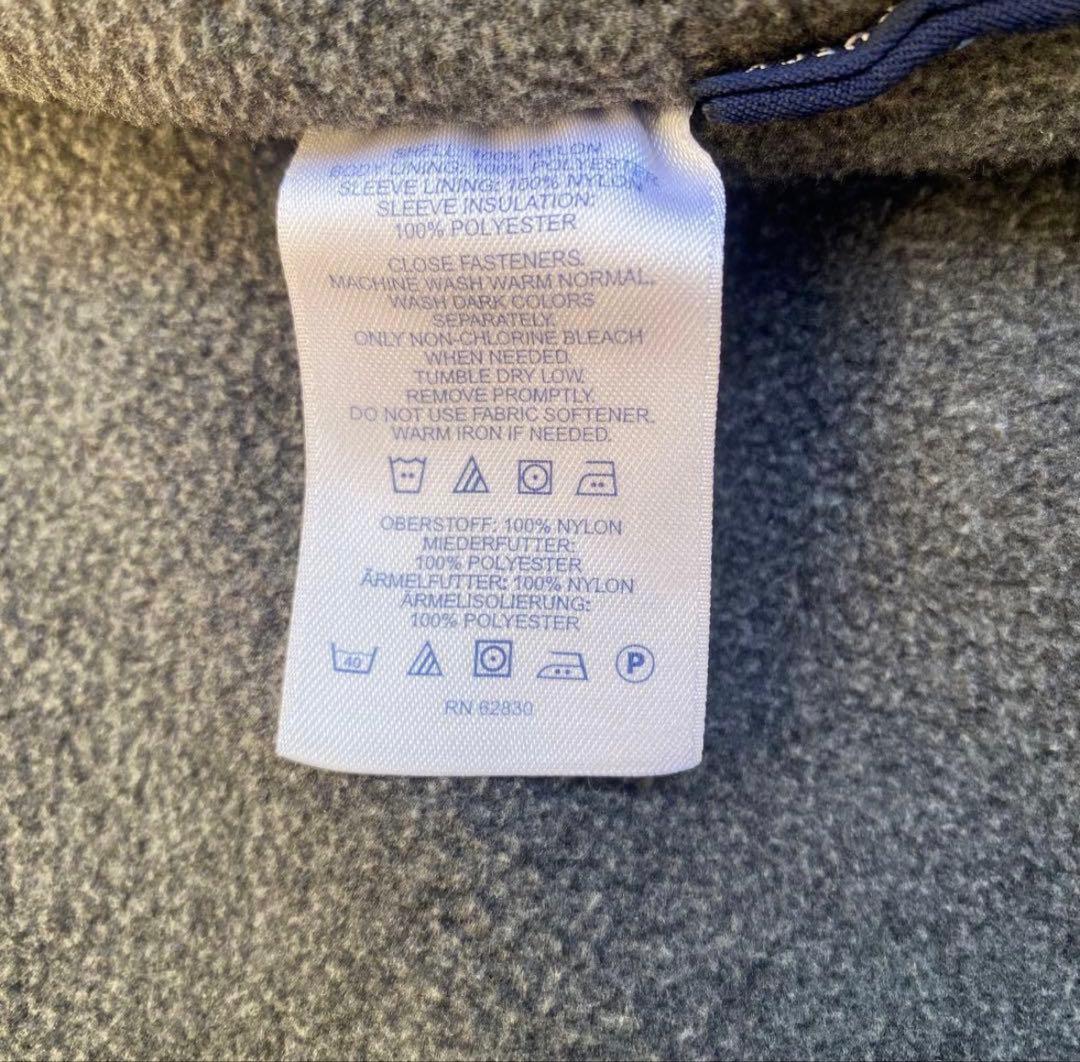 SHELL: 100% NYLON
BODY LINING: 100% POLYESTER
SLEEVE LINING: 100% NYLON
SLEEVE INSULATION:
100% POLYESTER
CLOSE FASTENERS.
MACHINE WASH WARM NORMAL.
WASH DARK COLORS
SEPARATELY.
ONLY NON-CHLORINE BLEACH
WHEN NEEDED.
TUMBLE DRY LOW.
REMOVE PROMPTLY.
DO NOT USE FABRIC SOFTENER.
WARM IRON IF NEEDED.
OBERSTOFF: 100% NYLON
MIEDERFUTTER:
100% POLYESTER
ÄRMELFUTTER: 100% NYLON
ÄRMELISOLIERUNG:
100% POLYESTER
40 P
RN 62830